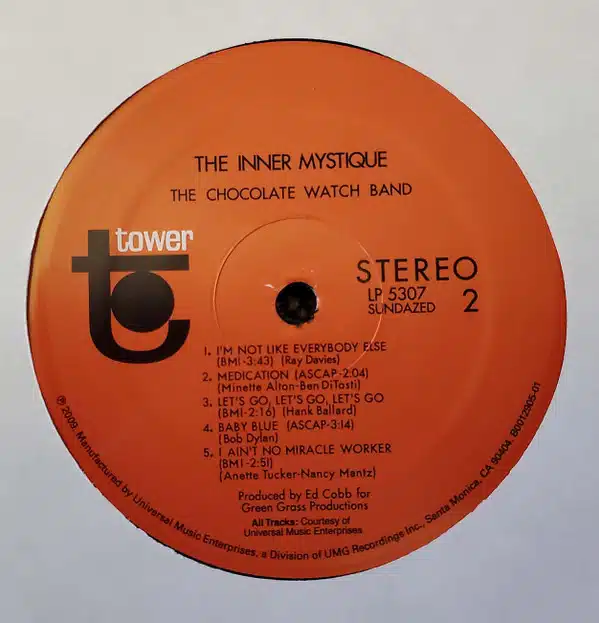 THE INNER MYSTIQUE
THE CHOCOLATE WATCH BAND
tower
STEREO
LP 5307
SUNDAZED
2
1. I'M NOT LIKE EVERYBODY ELSE
(BMI-3:43) (Ray Davies)
2. MEDICATION (ASCAP-2:04)
(Minette Alton-Ben DiTosti)
3. LET'S GO, LET'S GO, LET'S GO
(BMI-2:16) (Hank Ballard)
4. BABY BLUE (ASCAP-3:14)
(Bob Dylan)
5. I AIN'T NO MIRACLE WORKER
(BMI-2:51)
(Anette Tucker-Nancy Mantz)
Produced by Ed Cobb for
Green Grass Productions
All Tracks: Courtesy of
Universal Music Enterprises.
℗ 2009. Manufactured by Universal Music Enterprises, a Division of UMG Recordings Inc., Santa Monica, CA 90404. B0012905-01